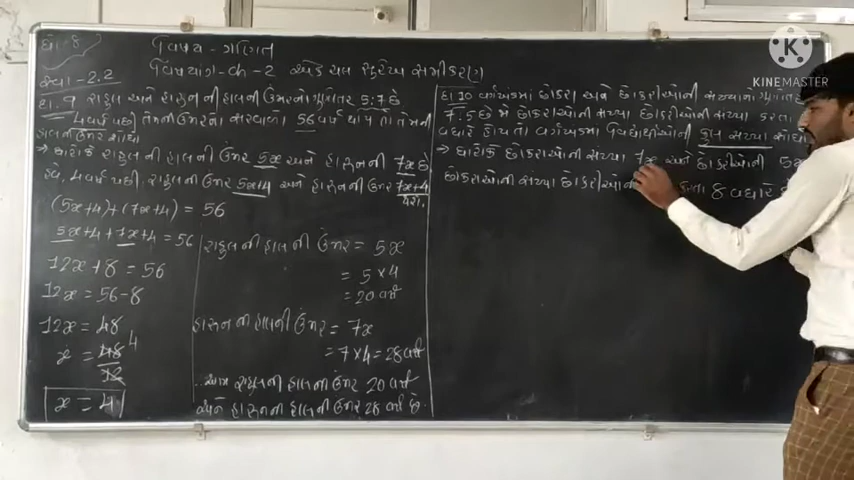 ધો-8
વિષય-ગણિત
વિષયાંગ-ch-2 એક ચલ સુરેખ સમીકરણ
સ્વા-2.2
દા.9 રાહુલ અને હારુન ની હાલની ઉંમરનો ગુણોત્તર 5:7 છે
4 વર્ષ પછી તેમની ઉંમરનો સરવાળો 56 વર્ષ થાય તો તેમની
હાલની ઉંમર શોધો
→ ધારો કે રાહુલ ની હાલ ની ઉંમર 5x અને હારુન ની 7x છે
હવે, 4 વર્ષ પછી રાહુલ ની ઉંમર 5x+4 અને હારુન ની ઉંમર 7x+4
થશે.
(5x+4)+(7x+4) = 56
5x+4+7x+4 = 56
12x+8 = 56
12x = 56-8
12x = 48
x = 48 4
12
x = 4
રાહુલ ની હાલ ની ઉંમર = 5x
= 5×4
= 20 વર્ષ
હારુન ની હાલની ઉંમર = 7x
= 7×4 = 28 વર્ષ
∴ આમ રાહુલ ની હાલ ની ઉંમર 20 વર્ષ
અને હારુન ની હાલ ની ઉંમર 28 વર્ષ છે.
દા.10 વર્ગખંડમાં છોકરા અને છોકરીઓની સંખ્યાનો ગુણોત્તર
7:5 છે જો છોકરાઓની સંખ્યા છોકરીઓની સંખ્યા કરતા
વધારે હોય તો વર્ગખંડમાં વિદ્યાર્થીઓની કુલ સંખ્યા શોધો
→ ધારોકે છોકરાઓની સંખ્યા 7x અને છોકરીઓની 5x
છોકરાઓની સંખ્યા છોકરીઓની કરતા 8 વધારે
K
KINEMASTER